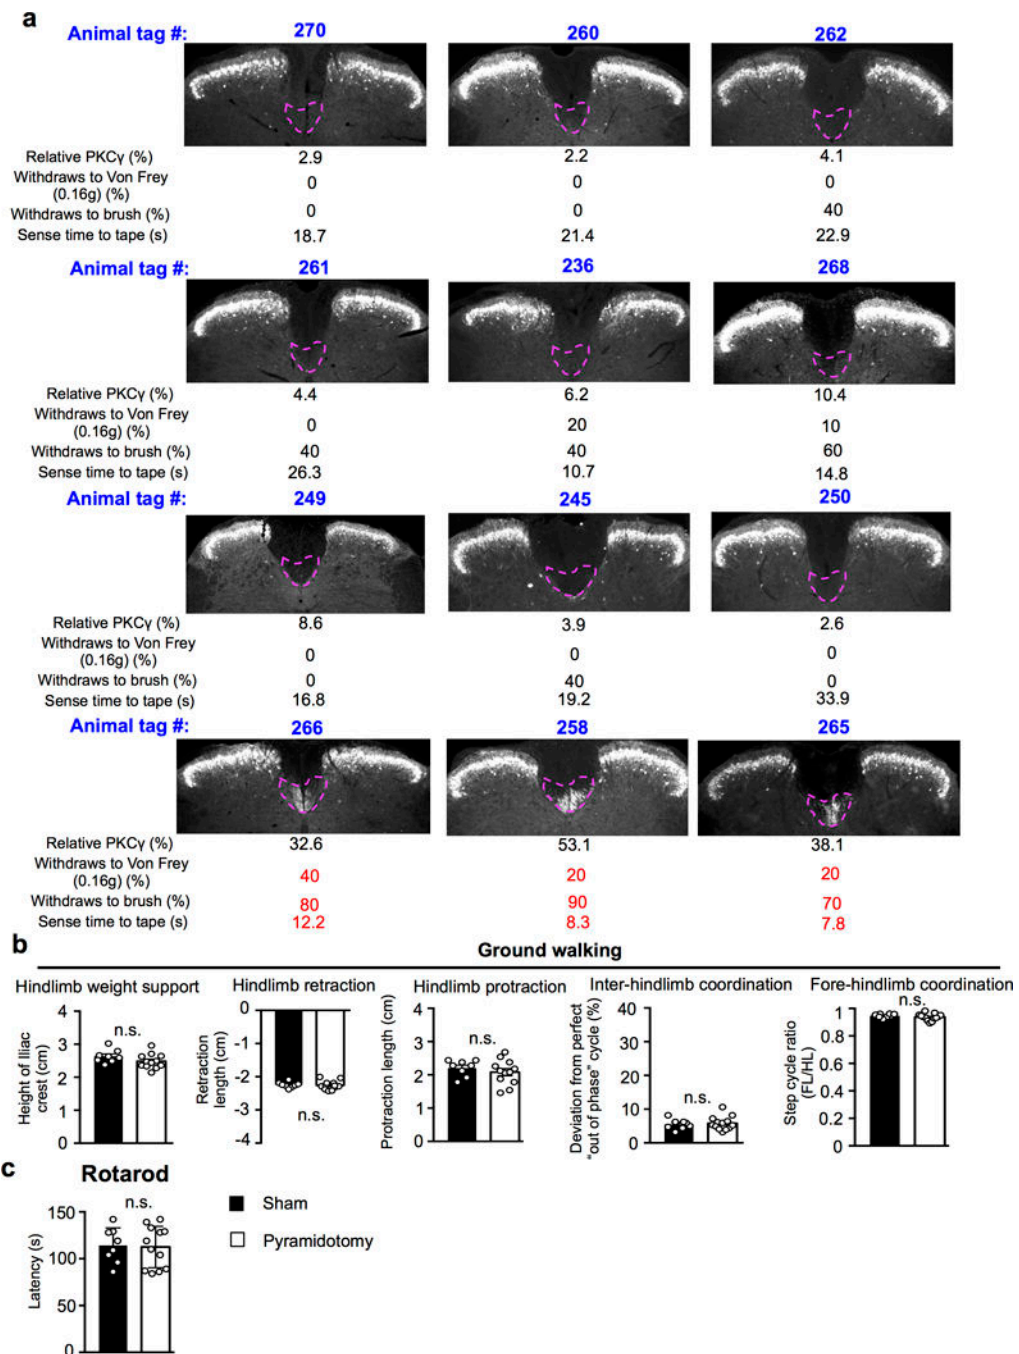 a
Animal tag #: 270 260 262
Relative PKCγ (%) 2.9 2.2 4.1
Withdraws to Von Frey
(0.16g) (%) 0 0 0
Withdraws to brush (%) 0 0 40
Sense time to tape (s) 18.7 21.4 22.9
Animal tag #: 261 236 268
Relative PKCγ (%) 4.4 6.2 10.4
Withdraws to Von Frey
(0.16g) (%) 0 20 10
Withdraws to brush (%) 40 40 60
Sense time to tape (s) 26.3 10.7 14.8
Animal tag #: 249 245 250
Relative PKCγ (%) 8.6 3.9 2.6
Withdraws to Von Frey
(0.16g) (%) 0 0 0
Withdraws to brush (%) 0 40 0
Sense time to tape (s) 16.8 19.2 33.9
Animal tag #: 266 258 265
Relative PKCγ (%) 32.6 53.1 38.1
Withdraws to Von Frey
(0.16g) (%) 40 20 20
Withdraws to brush (%) 80 90 70
Sense time to tape (s) 12.2 8.3 7.8
b
Ground walking
Hindlimb weight support
Height of Iliac
crest (cm)
4
3
2
1
0
n.s.
Hindlimb retraction
Retraction
length (cm)
0
-1
-2
-3
-4
n.s.
Hindlimb protraction
Protraction length (cm)
4
3
2
1
0
n.s.
Inter-hindlimb coordination
Deviation from perfect
"out of phase" cycle (%)
40
30
20
10
0
n.s.
Fore-hindlimb coordination
Step cycle ratio
(FL/HL)
1
0.8
0.6
0.4
0.2
0
n.s.
c
Rotarod
Latency (s)
150
100
50
0
n.s.
Sham
Pyramidotomy